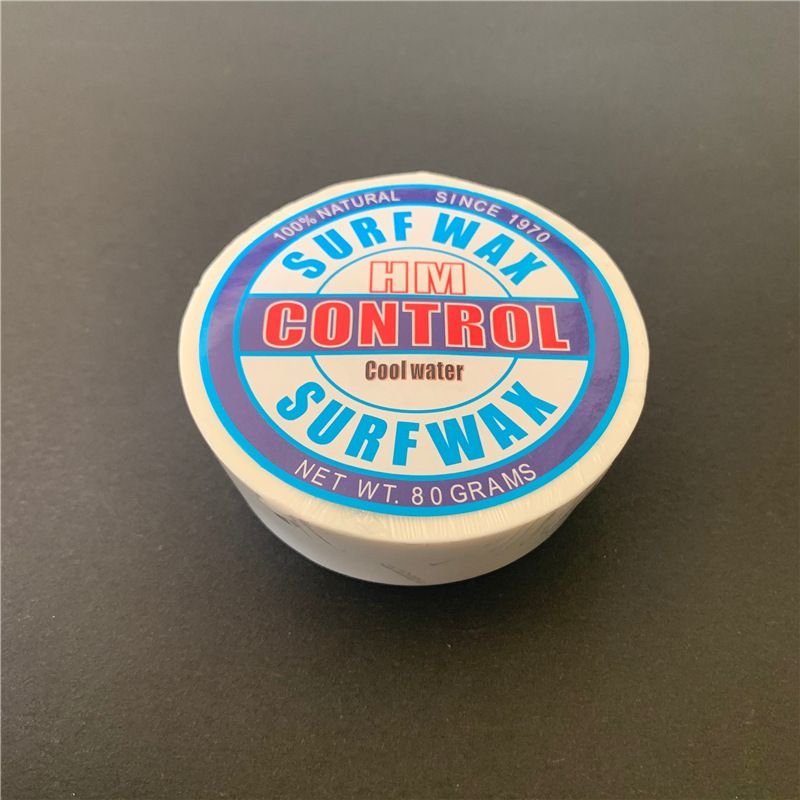 100% NATURAL SINCE 1970
SURF WAX
HM
CONTROL
Cool water
SURFWAX
NET WT. 80 GRAMS